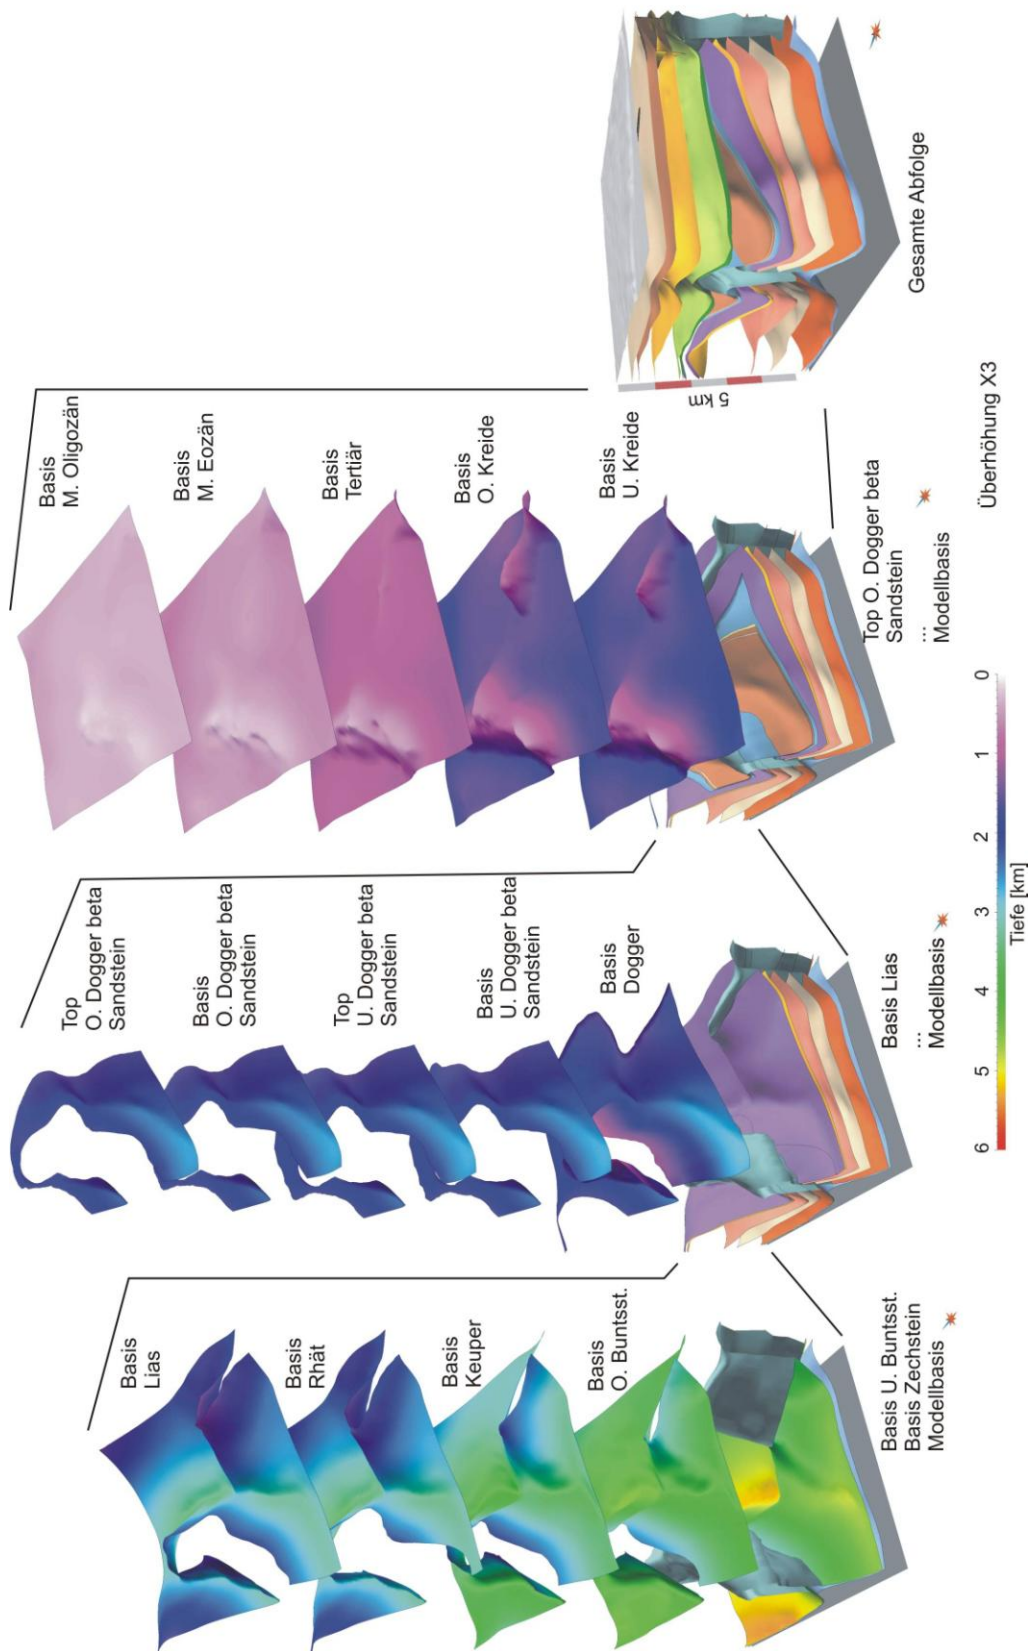 Basis
Lias
Basis
Rhät
Basis
Keuper
Basis
O. Buntsst.
Basis U. Buntsst.
Basis Zechstein
Modellbasis
Top
O. Dogger beta
Sandstein
Basis
O. Dogger beta
Sandstein
Top
U. Dogger beta
Sandstein
Basis
U. Dogger beta
Sandstein
Basis
Dogger
Basis Lias
...
Modellbasis
Basis
M. Oligozän
Basis
M. Eozän
Basis
Tertiär
Basis
O. Kreide
Basis
U. Kreide
Top O. Dogger beta
Sandstein
...
Modellbasis
5 km
Gesamte Abfolge
Überhöhung X3
6 5 4 3 2 1 0
Tiefe [km]